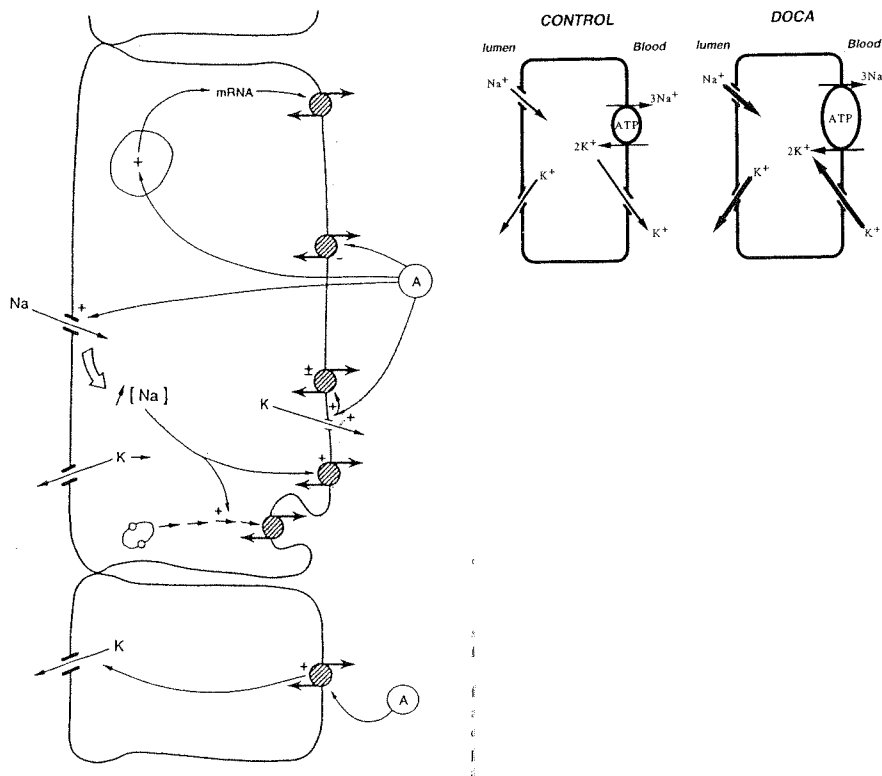 mRNA
+
-
A
Na
+
±
[Na]
K
+
+
K
+
+
K
+
A
CONTROL
lumen
Blood
Na⁺
3Na⁺
ATP
2K⁺
K⁺
K⁺
DOCA
lumen
Blood
Na⁺
3Na
ATP
2K⁺
K⁺
K⁺